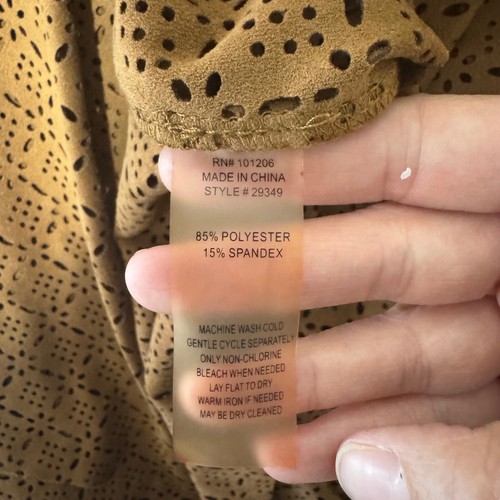 RN# 101206
MADE IN CHINA
STYLE # 29349
85% POLYESTER
15% SPANDEX
MACHINE WASH COLD
GENTLE CYCLE SEPARATELY
ONLY NON-CHLORINE
BLEACH WHEN NEEDED
LAY FLAT TO DRY
WARM IRON IF NEEDED
MAY BE DRY CLEANED